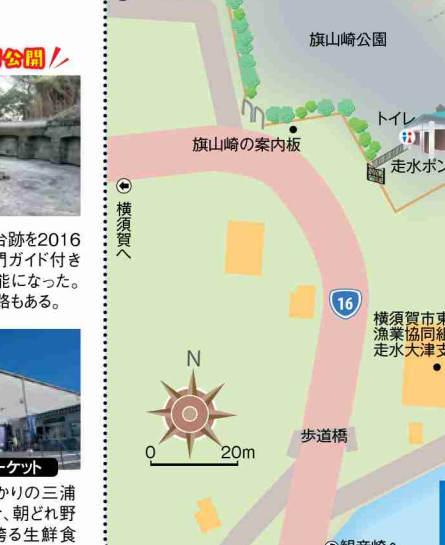 公開
台跡を2016
門ガイド付き
能になった。
路もある。
ーケット
かりの三浦
、朝どれ野
誇る生鮮食
旗山崎公園
トイレ
旗山崎の案内板
走水ポン
横須賀へ
16
横須賀市東
漁業協同組
走水大津支
N
0 20m
歩道橋
観音崎へ